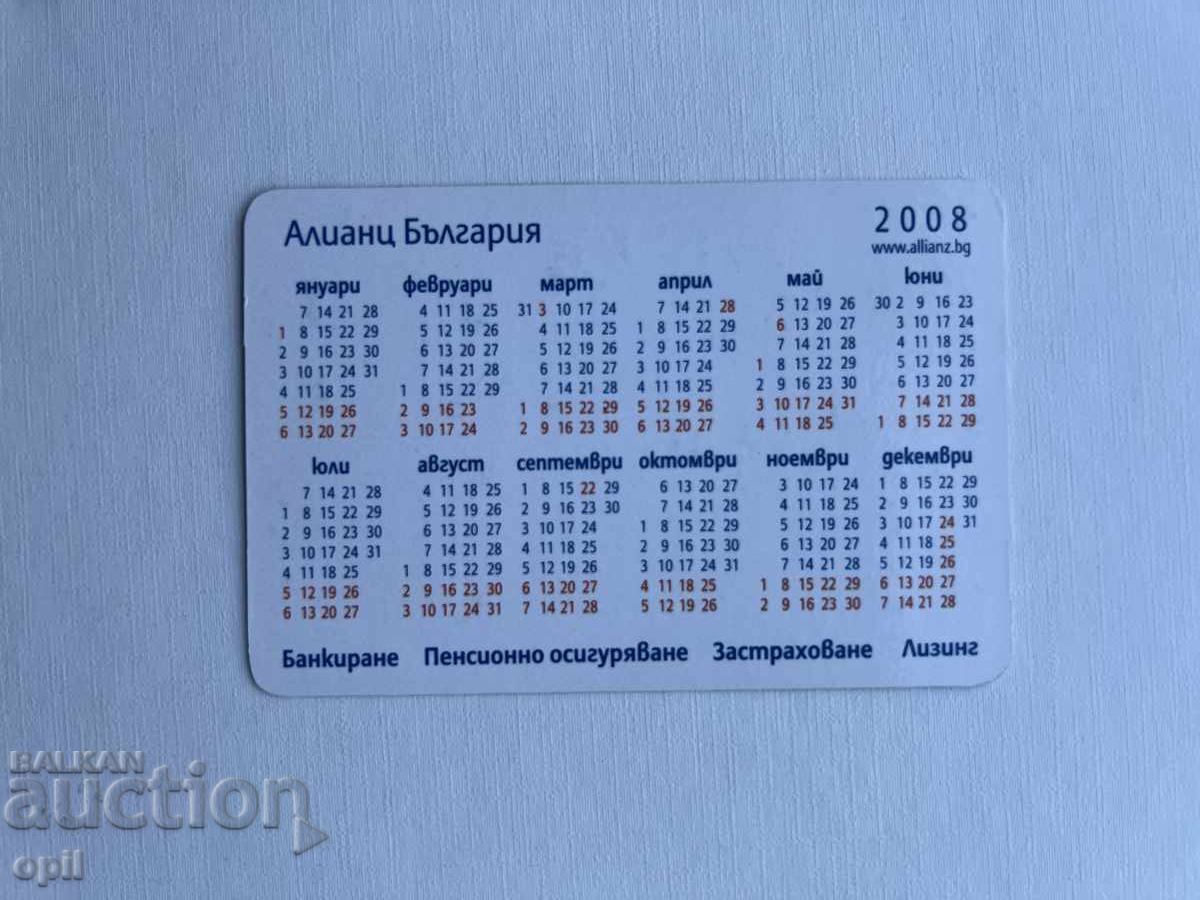 Алианц България 2008
www.allianz.bg
януари февруари март април май юни
7 14 21 28 4 11 18 25 31 3 10 17 24 7 14 21 28 5 12 19 26 30 2 9 16 23
1 8 15 22 29 5 12 19 26 4 11 18 25 1 8 15 22 29 6 13 20 27 3 10 17 24
2 9 16 23 30 6 13 20 27 5 12 19 26 2 9 16 23 30 7 14 21 28 4 11 18 25
3 10 17 24 31 7 14 21 28 6 13 20 27 3 10 17 24 1 8 15 22 29 5 12 19 26
4 11 18 25 1 8 15 22 29 7 14 21 28 4 11 18 25 2 9 16 23 30 6 13 20 27
5 12 19 26 2 9 16 23 1 8 15 22 29 5 12 19 26 3 10 17 24 31 7 14 21 28
6 13 20 27 3 10 17 24 2 9 16 23 30 6 13 20 27 4 11 18 25 1 8 15 22 29
юли август септември октомври ноември декември
7 14 21 28 4 11 18 25 1 8 15 22 29 6 13 20 27 3 10 17 24 1 8 15 22 29
1 8 15 22 29 5 12 19 26 2 9 16 23 30 7 14 21 28 4 11 18 25 2 9 16 23 30
2 9 16 23 30 6 13 20 27 3 10 17 24 1 8 15 22 29 5 12 19 26 3 10 17 24 31
3 10 17 24 31 7 14 21 28 4 11 18 25 2 9 16 23 30 6 13 20 27 4 11 18 25
4 11 18 25 1 8 15 22 29 5 12 19 26 3 10 17 24 31 7 14 21 28 5 12 19 26
5 12 19 26 2 9 16 23 30 6 13 20 27 4 11 18 25 1 8 15 22 29 6 13 20 27
6 13 20 27 3 10 17 24 31 7 14 21 28 5 12 19 26 2 9 16 23 30 7 14 21 28
Банкиране Пенсионно осигуряване Застраховане Лизинг
BALKAN
auction
opil